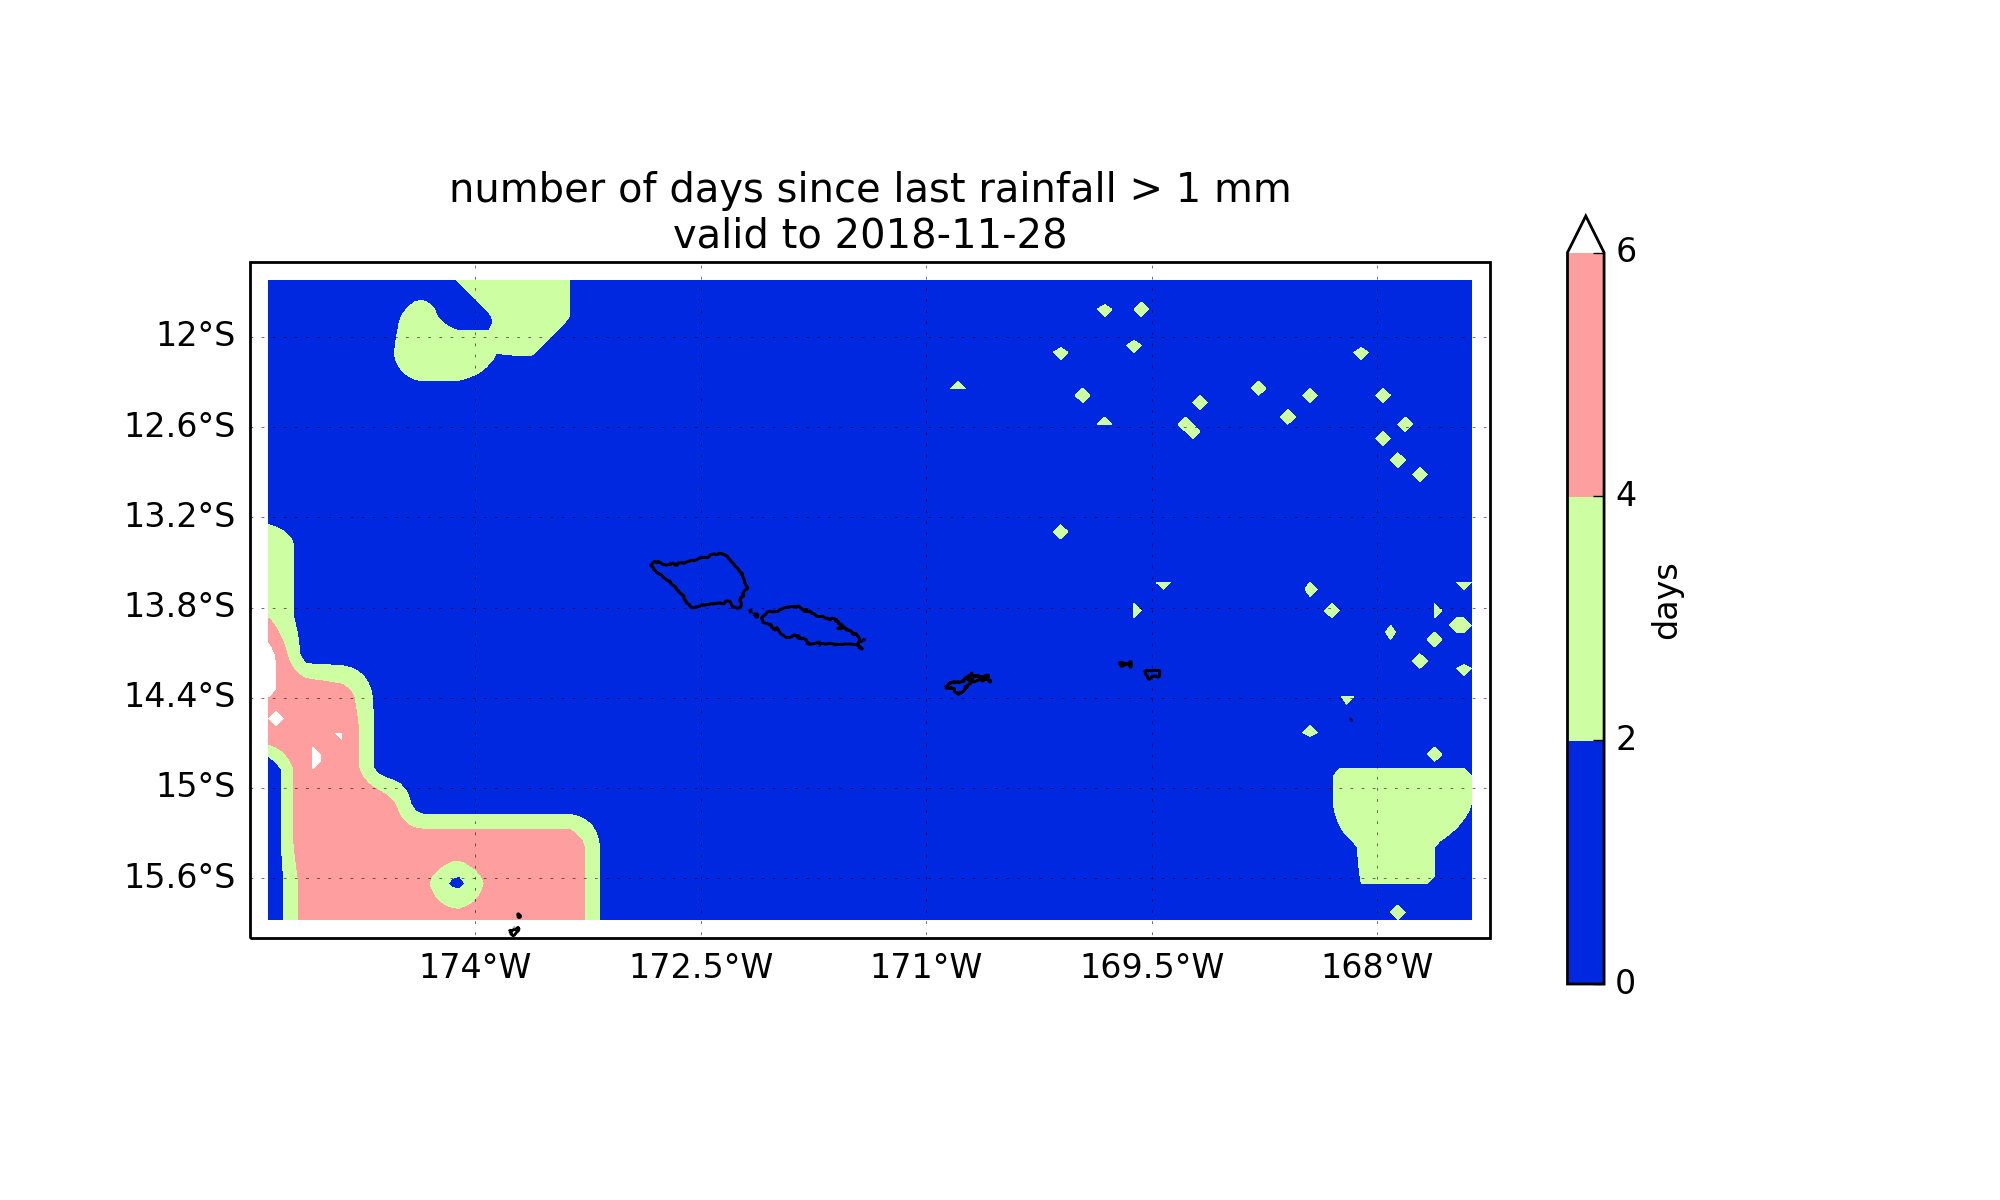 number of days since last rainfall > 1 mm
valid to 2018-11-28
12°S
12.6°S
13.2°S
13.8°S
14.4°S
15°S
15.6°S
174°W
172.5°W
171°W
169.5°W
168°W
6
4
2
0
days